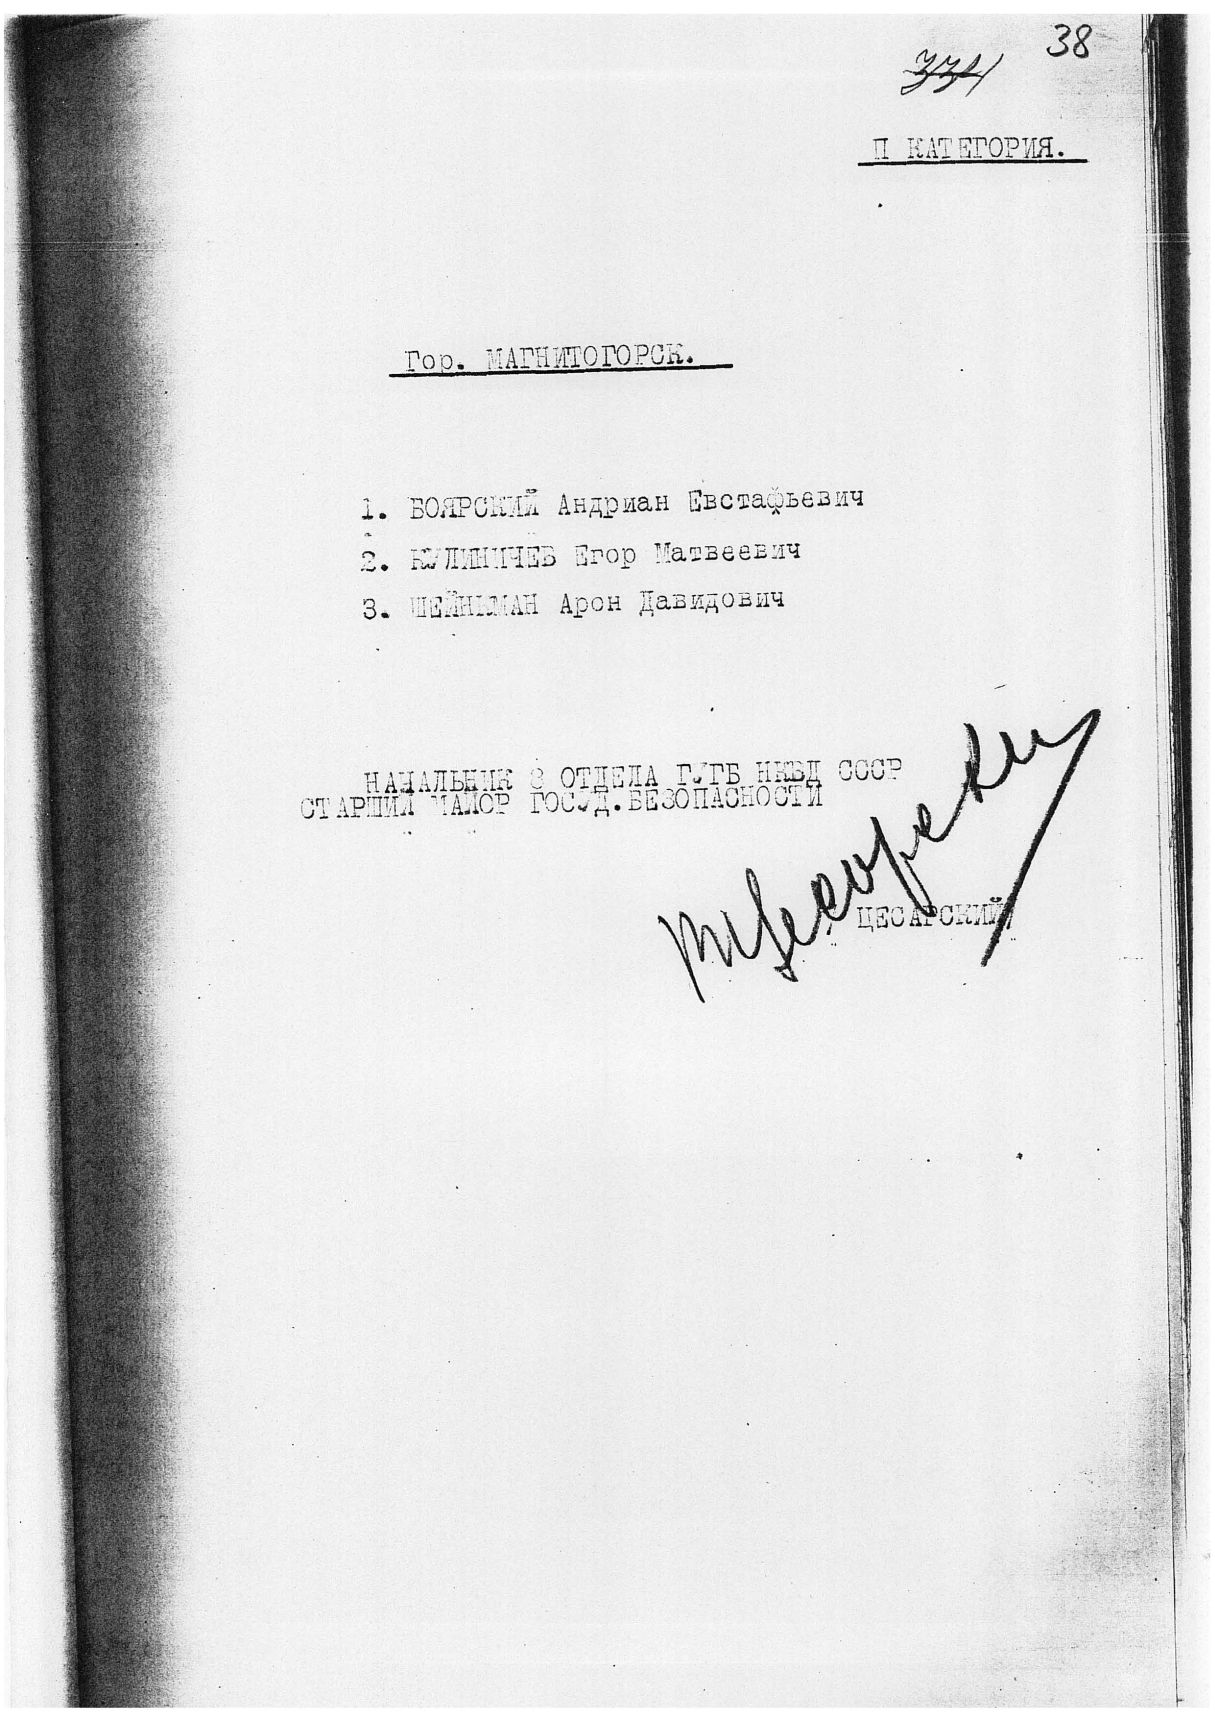 38
334
П КАТЕГОРИЯ.
Гор. МАГНИТОГОРСК.
1. БОЯРСКИЙ Андриан Евстафьевич
2. КУЛИНИЧЕВ Егор Матвеевич
3. ШЕЙНКМАН Арон Давидович
НАЧАЛЬНИК 8 ОТДЕЛА ГУГБ НКВД СССР
СТАРШИЙ МАЙОР ГОСУД.БЕЗОПАСНОСТИ
Цесарский
/ЦЕСАРСКИЙ/